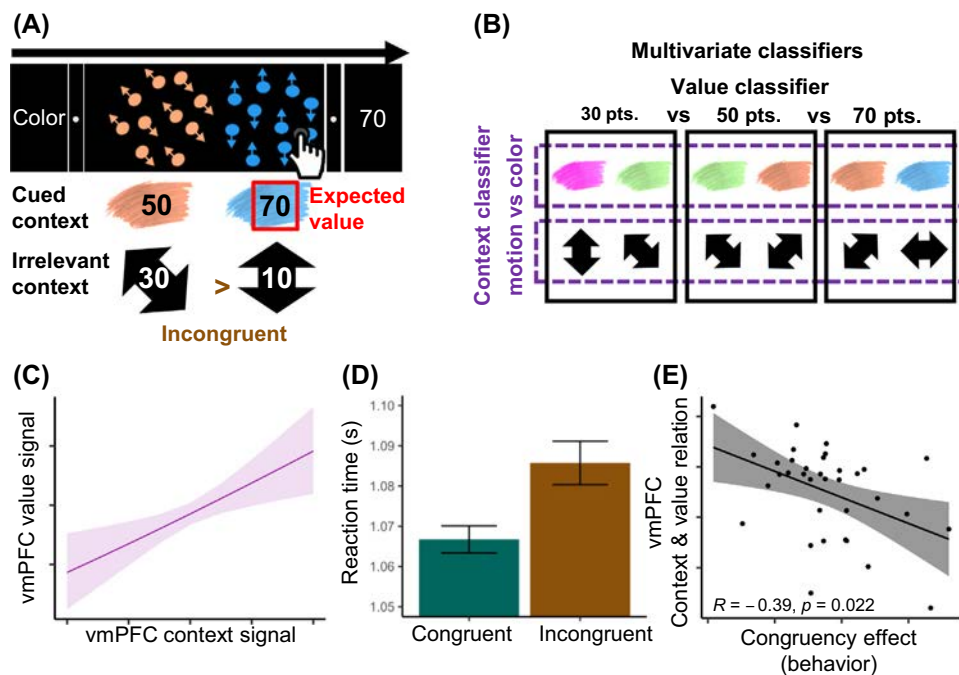 (A)
Color
70
Cued
context
50
70
Expected
value
Irrelevant
context
30
>
10
Incongruent
(B)
Multivariate classifiers
Value classifier
30 pts. vs 50 pts. vs 70 pts.
Context classifier
motion vs color
(C)
vmPFC value signal
vmPFC context signal
(D)
Reaction time (s)
1.10
1.09
1.08
1.07
1.06
1.05
Congruent
Incongruent
(E)
vmPFC
Context & value relation
R = −0.39, p = 0.022
Congruency effect
(behavior)